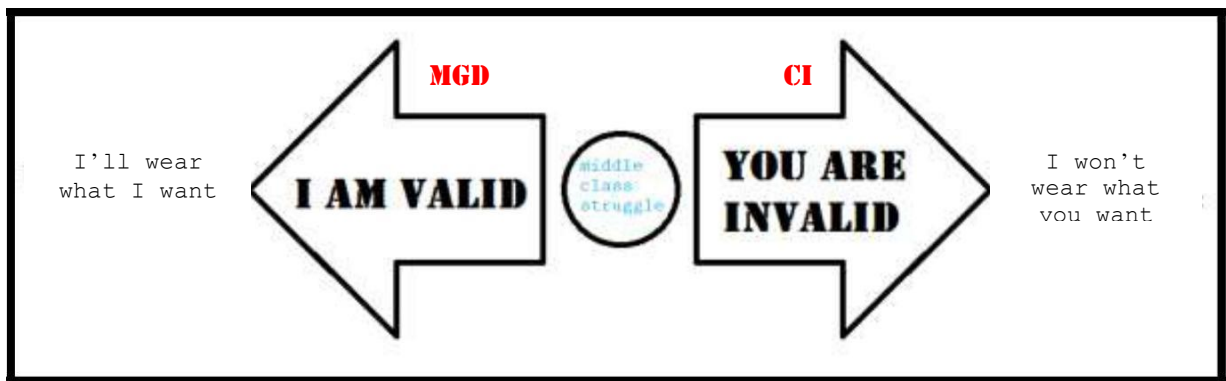 MGD
CI
I'll wear
what I want
I AM VALID
middle
class
struggle
YOU ARE
INVALID
I won't
wear what
you want